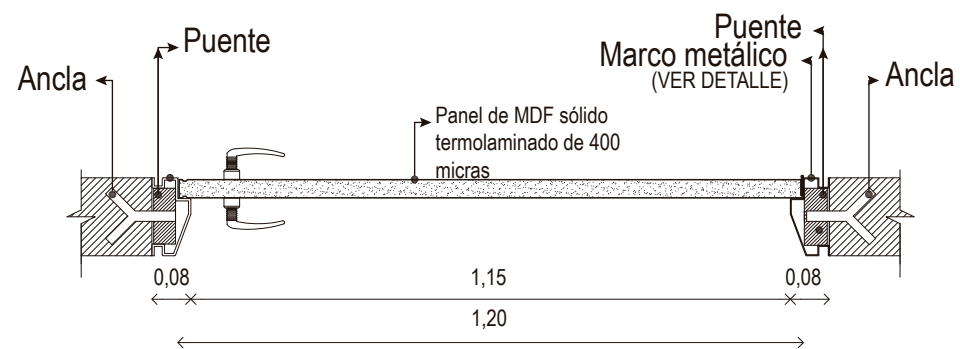 Puente
Ancla
Puente
Marco metálico
(VER DETALLE)
Ancla
Panel de MDF sólido
termolaminado de 400
micras
0,08
1,15
0,08
1,20